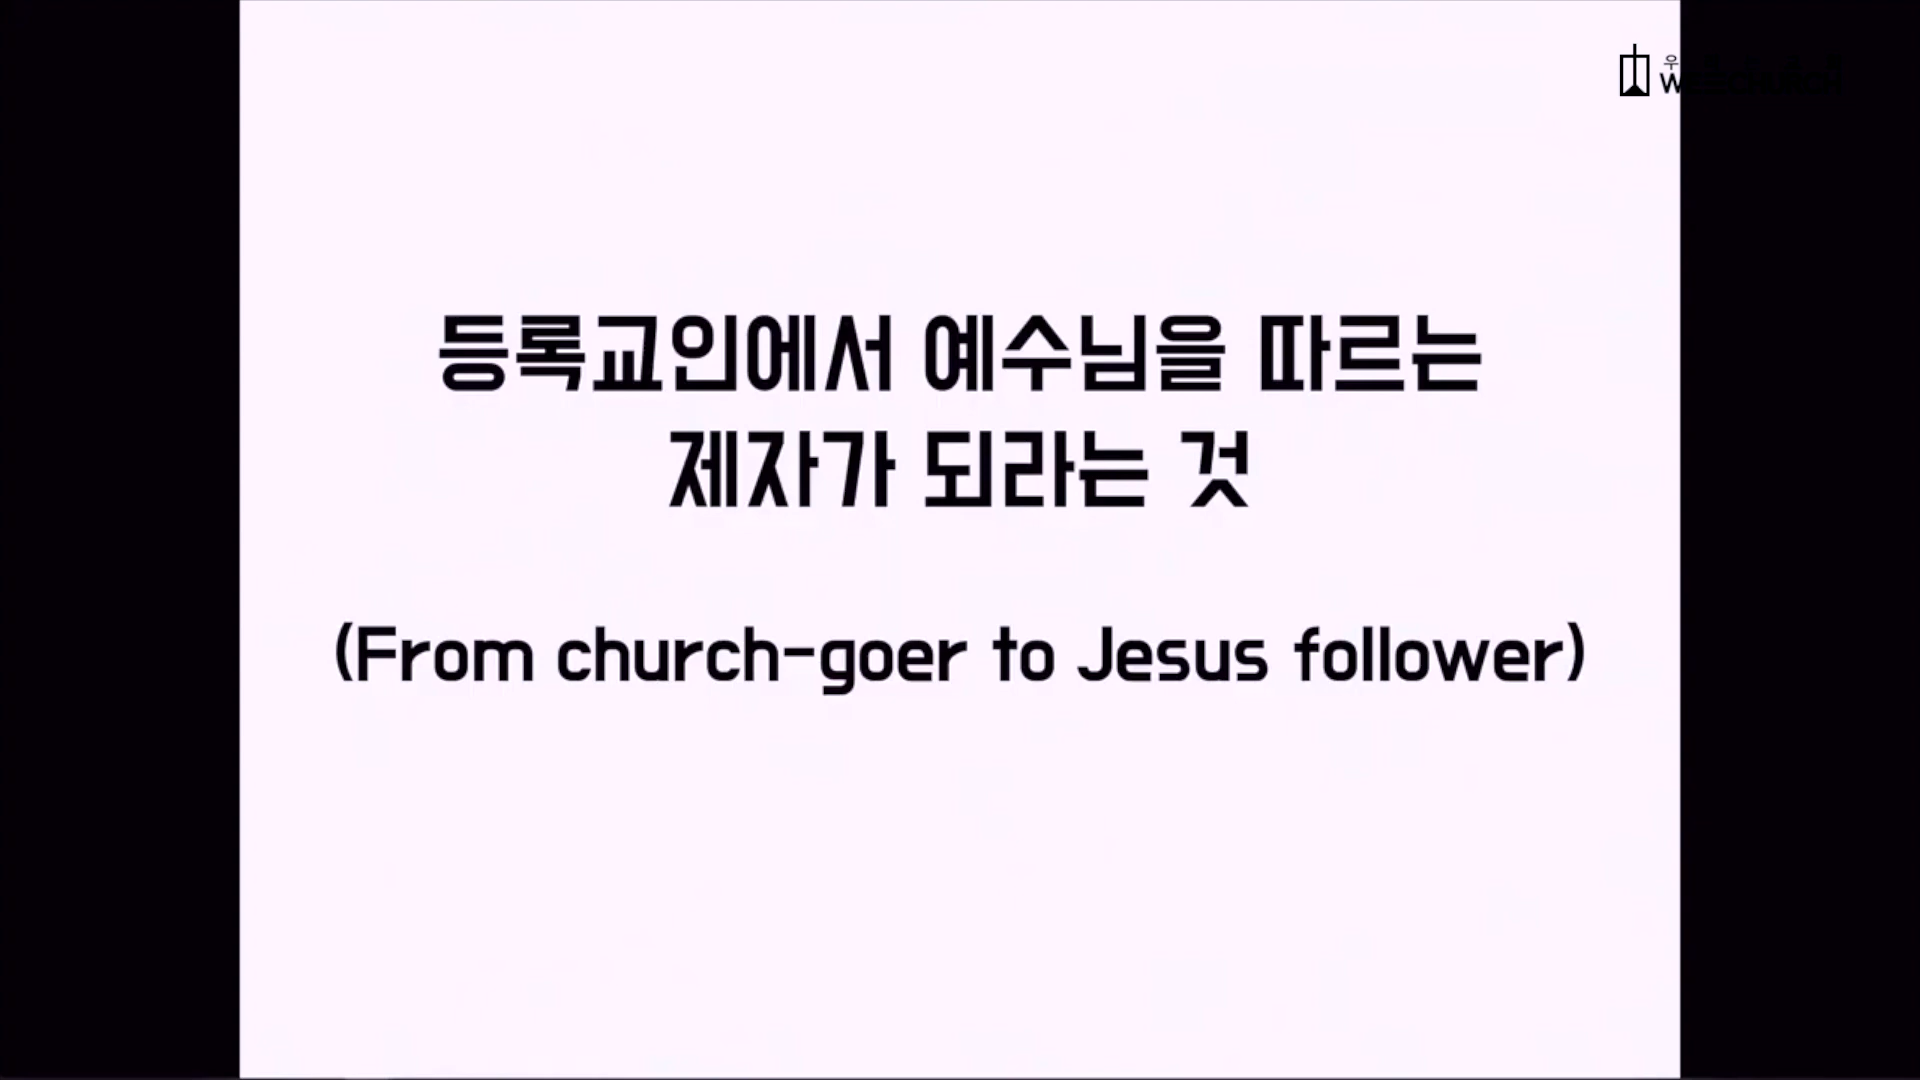 등록교인에서 예수님을 따르는
제자가 되라는 것
(From church-goer to Jesus follower)